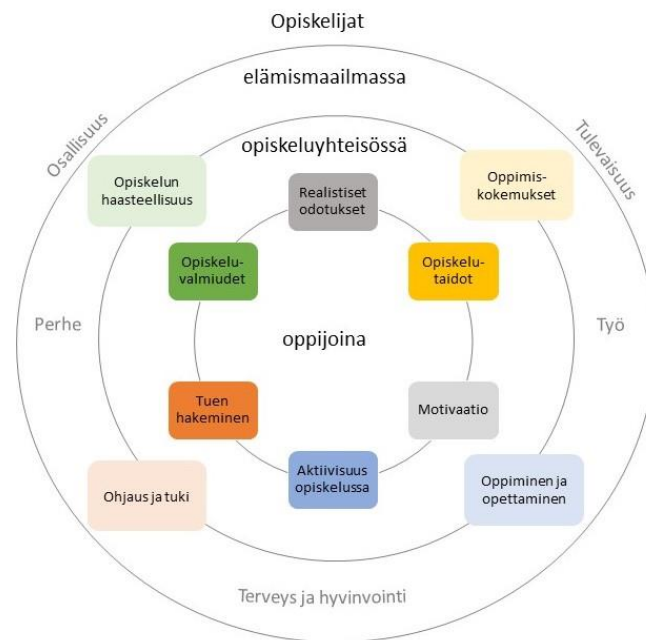 Opiskelijat
elämismaailmassa
Osallisuus
Tulevaisuus
opiskeluyhteisössä
Opiskelun
haasteellisuus
Realistiset
odotukset
Oppimis-
kokemukset
Opiskelu-
valmiudet
Opiskelu-
taidot
Perhe
oppijoina
Työ
Tuen
hakeminen
Motivaatio
Aktiivisuus
opiskelussa
Ohjaus ja tuki
Oppiminen ja
opettaminen
Terveys ja hyvinvointi